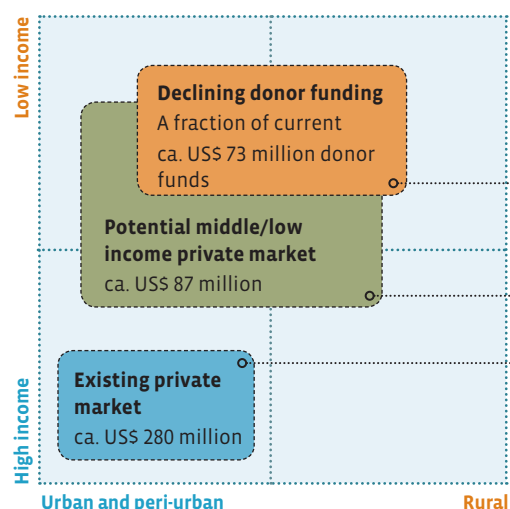 Low income
Declining donor funding
A fraction of current
ca. US$ 73 million donor
funds
Potential middle/low
income private market
ca. US$ 87 million
High income
Existing private
market
ca. US$ 280 million
Urban and peri-urban
Rural